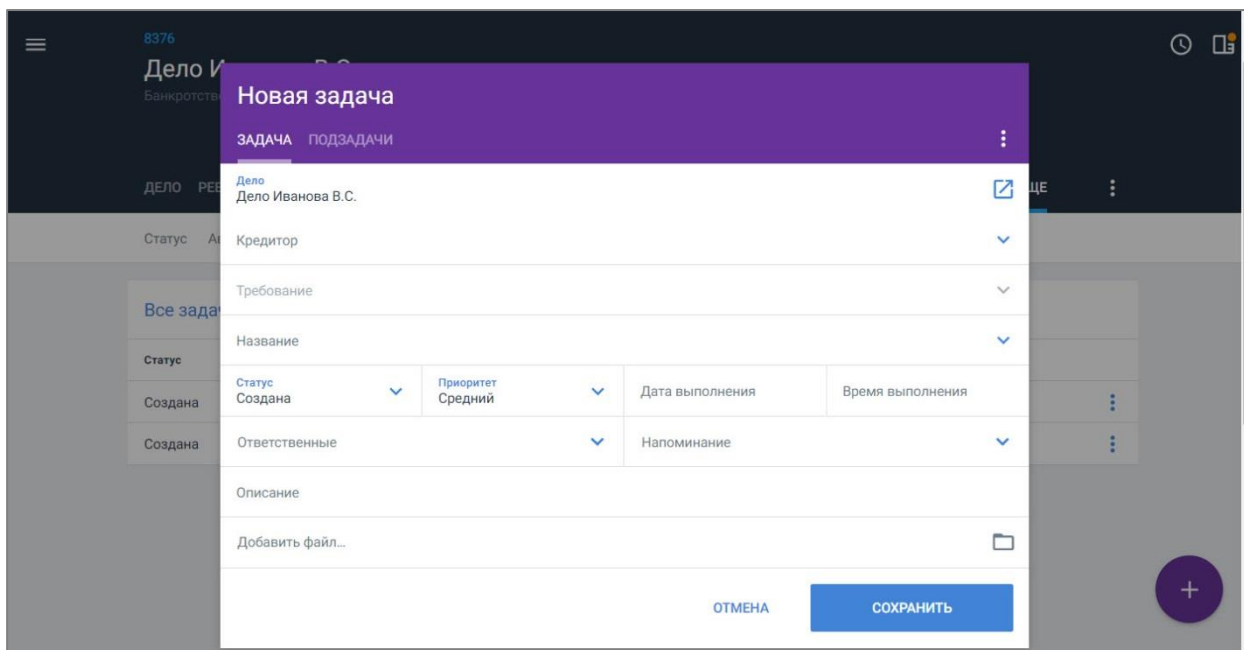 8376
Дело И
Банкротств
Новая задача
ЗАДАЧА ПОДЗАДАЧИ
ДЕЛО РЕЕ
ЩЕ
Дело
Дело Иванова В.С.
Статус
Кредитор
Требование
Все зада
Название
Статус
Статус Приоритет
Создана Средний Дата выполнения Время выполнения
Создана
Создана
Ответственные Напоминание
Описание
Добавить файл...
ОТМЕНА СОХРАНИТЬ